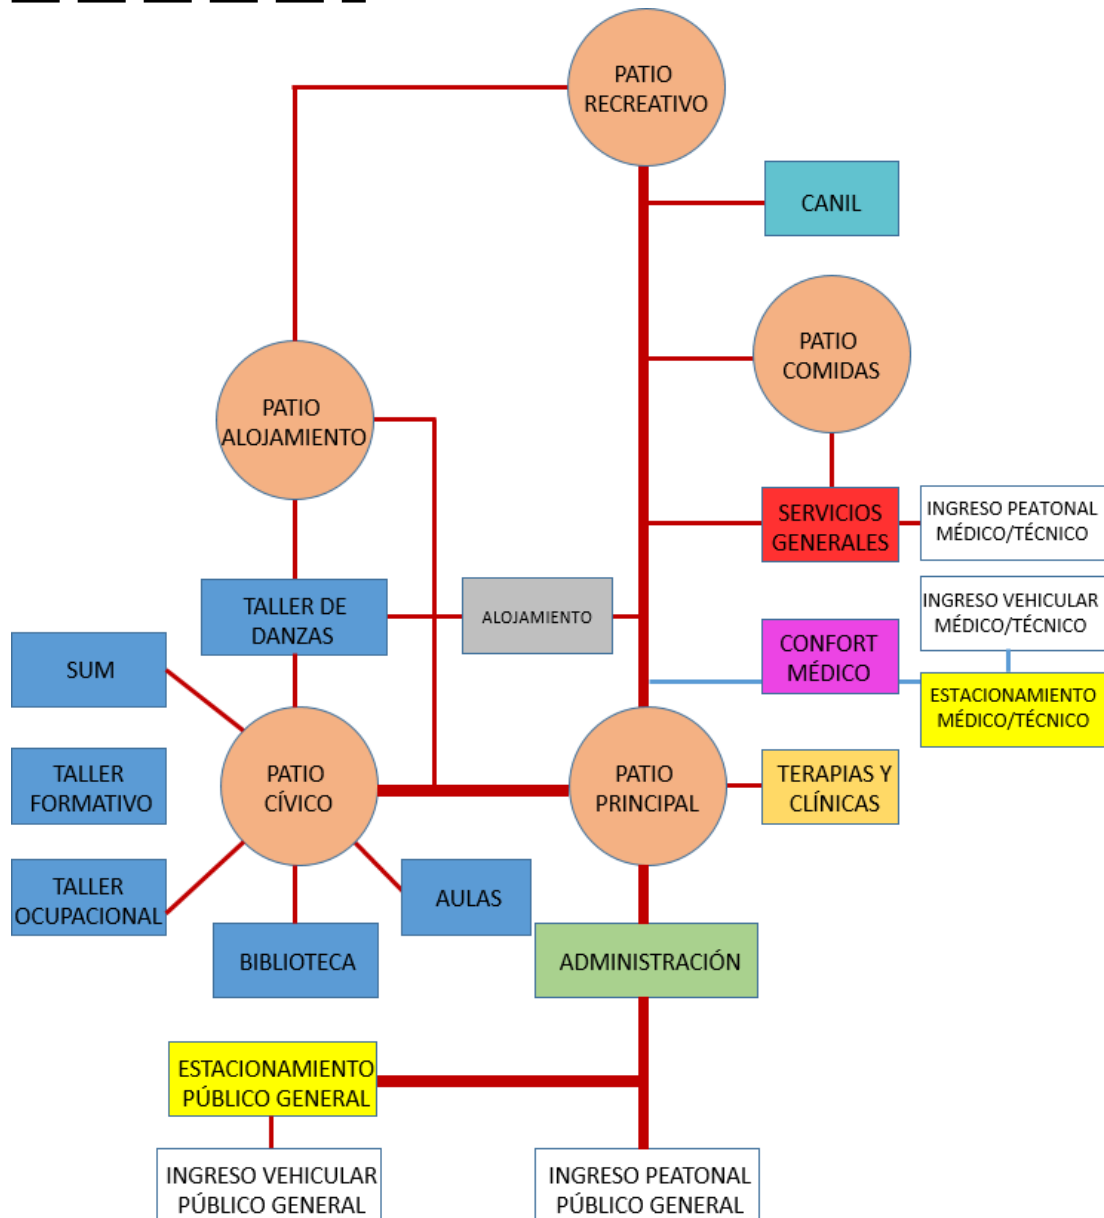 PATIO
RECREATIVO
CANIL
PATIO
COMIDAS
PATIO
ALOJAMIENTO
SERVICIOS
GENERALES
INGRESO PEATONAL
MÉDICO/TÉCNICO
TALLER DE
DANZAS
ALOJAMIENTO
INGRESO VEHICULAR
MÉDICO/TÉCNICO
SUM
CONFORT
MÉDICO
ESTACIONAMIENTO
MÉDICO/TÉCNICO
TALLER
FORMATIVO
PATIO
CÍVICO
PATIO
PRINCIPAL
TERAPIAS Y
CLÍNICAS
TALLER
OCUPACIONAL
AULAS
BIBLIOTECA
ADMINISTRACIÓN
ESTACIONAMIENTO
PÚBLICO GENERAL
INGRESO VEHICULAR
PÚBLICO GENERAL
INGRESO PEATONAL
PÚBLICO GENERAL